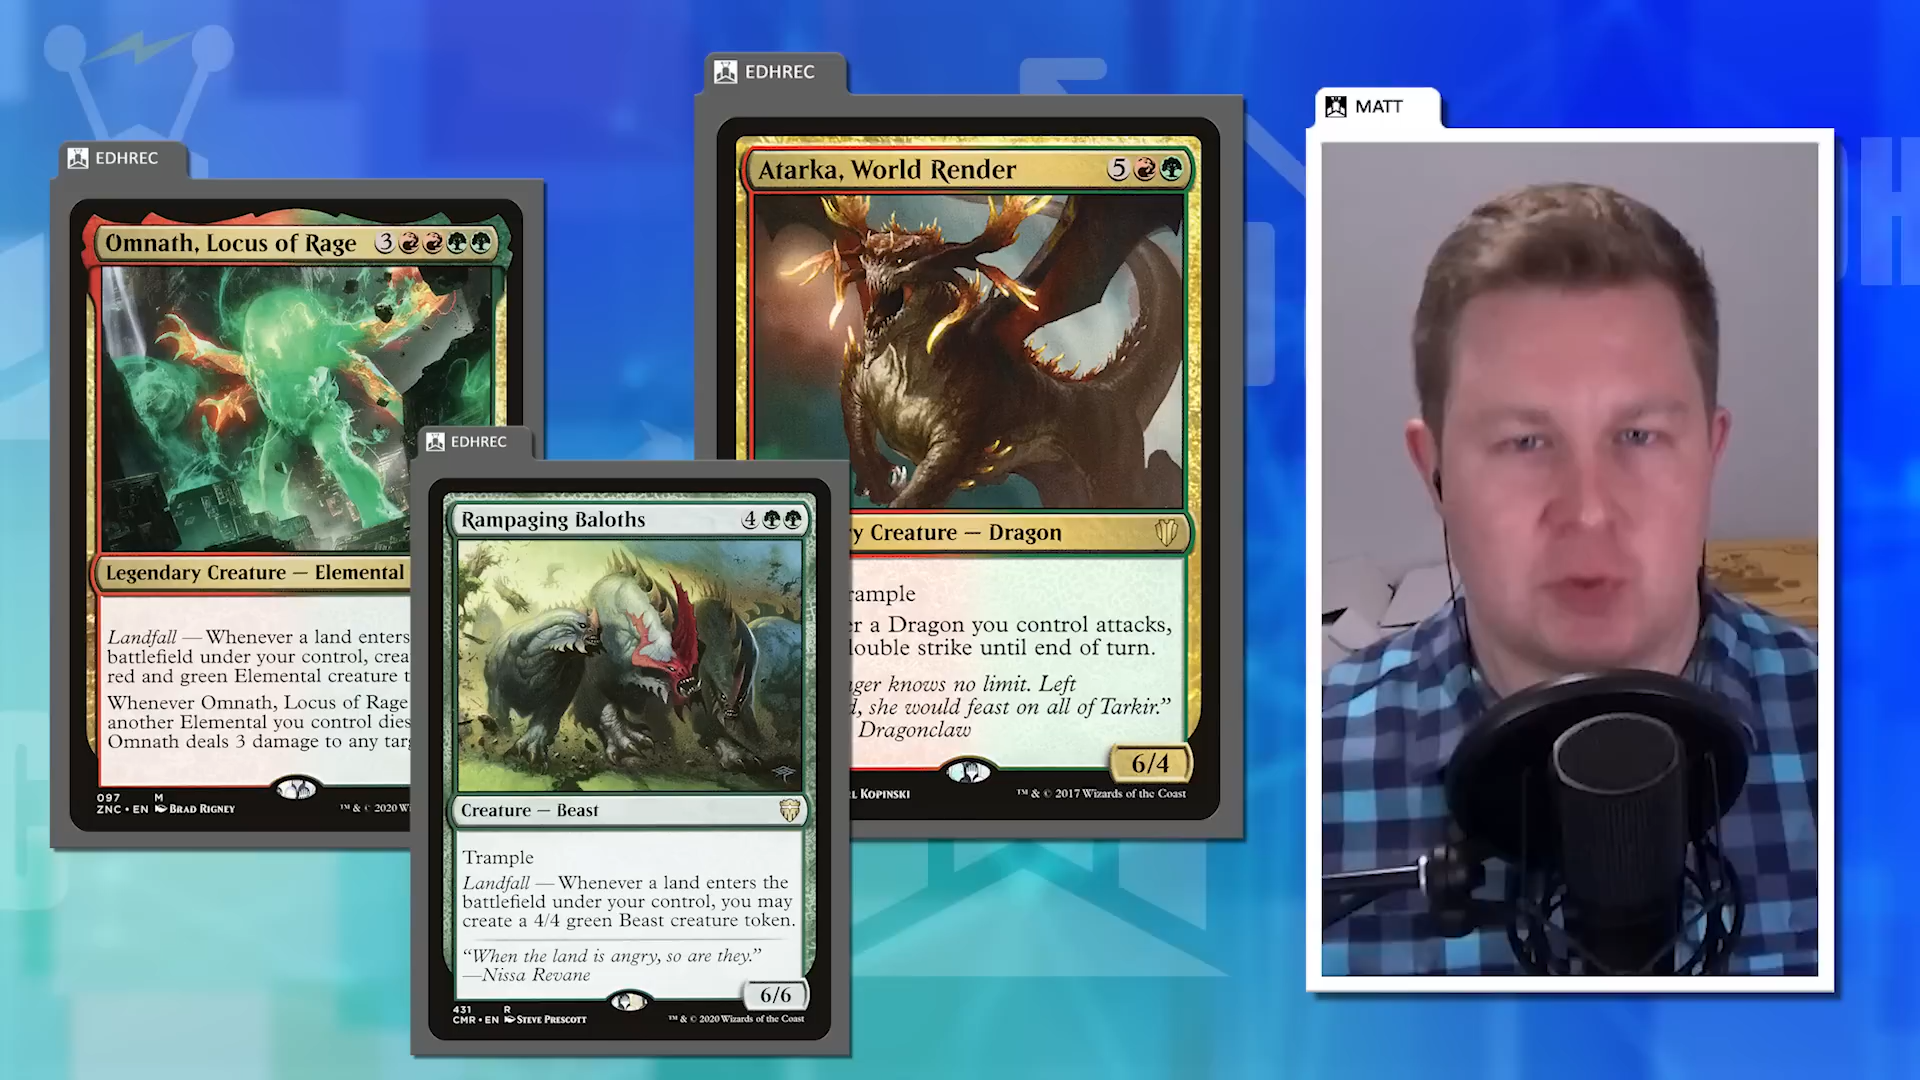 EDHREC
Omnath, Locus of Rage 3
Legendary Creature — Elemental
Landfall — Whenever a land enters
battlefield under your control, crea
red and green Elemental creature t
Whenever Omnath, Locus of Rage
another Elemental you control dies
Omnath deals 3 damage to any targ
097 M
ZNC • EN BRAD RIGNEY ™ & © 2020 W
EDHREC
Rampaging Baloths 4
Creature — Beast
Trample
Landfall — Whenever a land enters the
battlefield under your control, you may
create a 4/4 green Beast creature token.
“When the land is angry, so are they.”
—Nissa Revane
6/6
431 R
CMR • EN STEVE PRESCOTT ™ & © 2020 Wizards of the Coast
EDHREC
Atarka, World Render 5
y Creature — Dragon
rample
er a Dragon you control attacks,
double strike until end of turn.
ger knows no limit. Left
d, she would feast on all of Tarkir.”
Dragonclaw
6/4
RL KOPINSKI ™ & © 2017 Wizards of the Coast
MATT